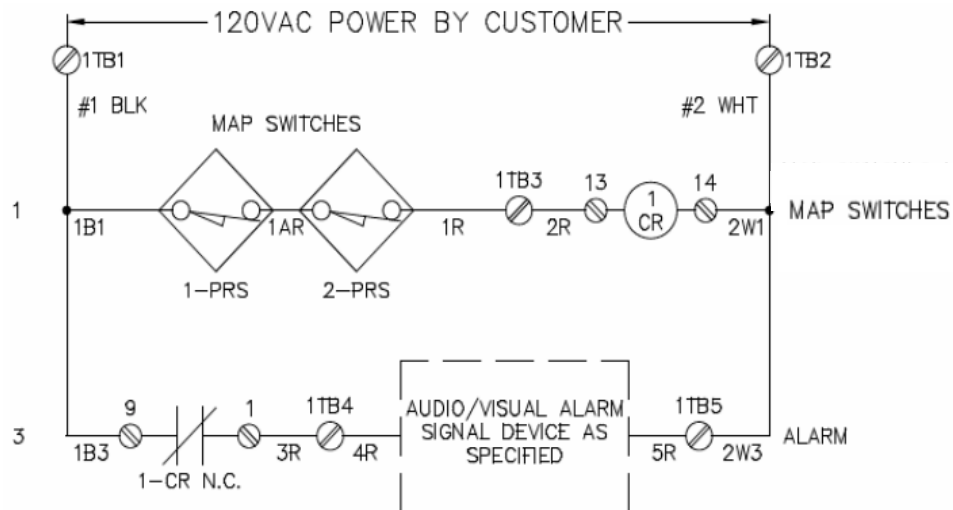 120VAC POWER BY CUSTOMER
1TB1
1TB2
#1 BLK
#2 WHT
MAP SWITCHES
1
1B1
1AR
1R
1TB3
2R
13
1
CR
14
2W1
MAP SWITCHES
1-PRS
2-PRS
3
1B3
9
1-CR N.C.
1
3R
1TB4
4R
AUDIO/VISUAL ALARM
SIGNAL DEVICE AS
SPECIFIED
5R
1TB5
2W3
ALARM